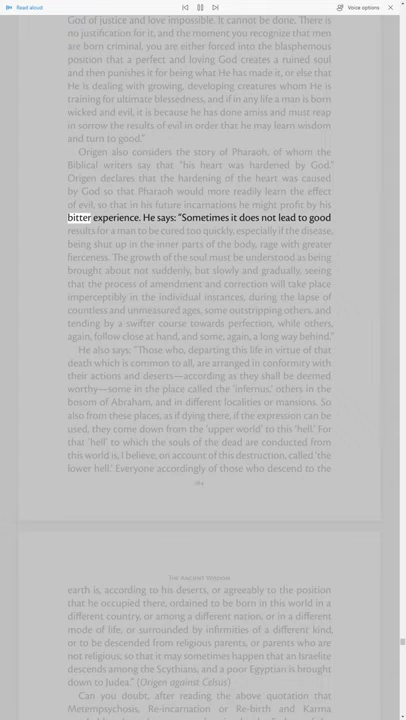 Read aloud
Voice options
God of justice and love impossible. It cannot be done. There is
no justification for it, and the moment you recognize that men
are born criminal, you are either forced into the blasphemous
position that a perfect and loving God creates a ruined soul
and then punishes it for being what He has made it, or else that
He is dealing with growing, developing creatures whom He is
training for ultimate blessedness, and if in any life a man is born
wicked and evil, it is because he has done amiss and must reap
in sorrow the results of evil in order that he may learn wisdom
and turn to good."
Origen also considers the story of Pharaoh, of whom the
Biblical writers say that "his heart was hardened by God."
Origen declares that the hardening of the heart was caused
by God so that Pharaoh would more readily learn the effect
of evil, so that in his future incarnations he might profit by his
bitter experience. He says: "Sometimes it does not lead to good
results for a man to be cured too quickly, especially if the disease,
being shut up in the inner parts of the body, rage with greater
fierceness. The growth of the soul must be understood as being
brought about not suddenly, but slowly and gradually, seeing
that the process of amendment and correction will take place
imperceptibly in the individual instances, during the lapse of
countless and unmeasured ages, some outstripping others, and
tending by a swifter course towards perfection, while others,
again, follow close at hand, and some, again, a long way behind."
He also says: "Those who, departing this life in virtue of that
death which is common to all, are arranged in conformity with
their actions and deserts—according as they shall be deemed
worthy—some in the place called the 'infernus,' others in the
bosom of Abraham, and in different localities or mansions. So
also from these places, as if dying there, if the expression can be
used, they come down from the 'upper world' to this 'hell.' For
that 'hell' to which the souls of the dead are conducted from
this world is, I believe, on account of this destruction, called 'the
lower hell.' Everyone accordingly of those who descend to the
The Ancient Wisdom
earth is, according to his deserts, or agreeably to the position
that he occupied there, ordained to be born in this world in a
different country, or among a different nation, or in a different
mode of life, or surrounded by infirmities of a different kind,
or to be descended from religious parents, or parents who are
not religious; so that it may sometimes happen that an Israelite
descends among the Scythians, and a poor Egyptian is brought
down to Judea." (Origen against Celsus)
Can you doubt, after reading the above quotation that
Metempsychosis, Re-incarnation or Re-birth and Karma